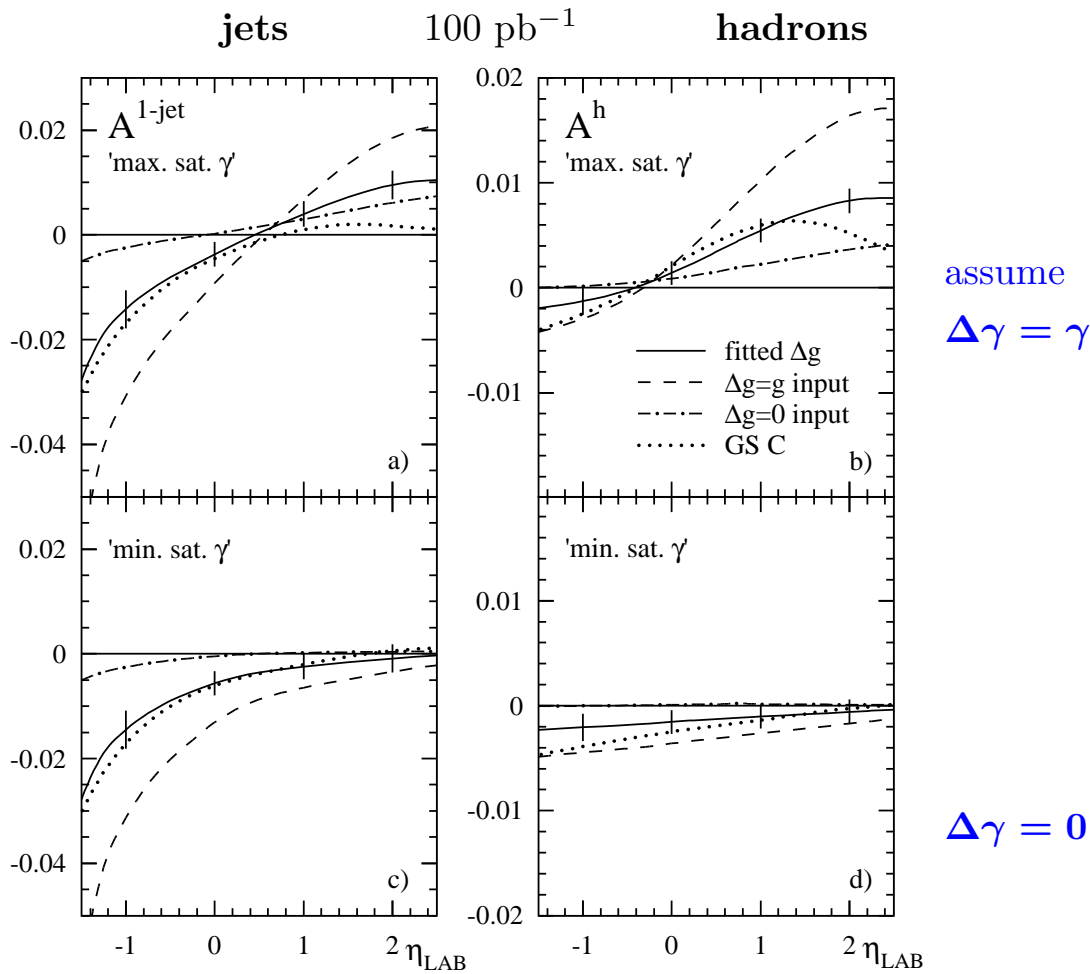 jets 100 pb⁻¹ hadrons
A^1-jet
'max. sat. γ'
0.02
0
-0.02
-0.04
a)
0.02
0.01
0
-0.01
A^h
'max. sat. γ'
fitted Δg
Δg=g input
Δg=0 input
GS C
b)
assume
Δγ = γ
'min. sat. γ'
0.02
0
-0.02
-0.04
c)
-1 0 1 2 η_LAB
'min. sat. γ'
0.01
0
-0.01
-0.02
d)
-1 0 1 2 η_LAB
Δγ = 0